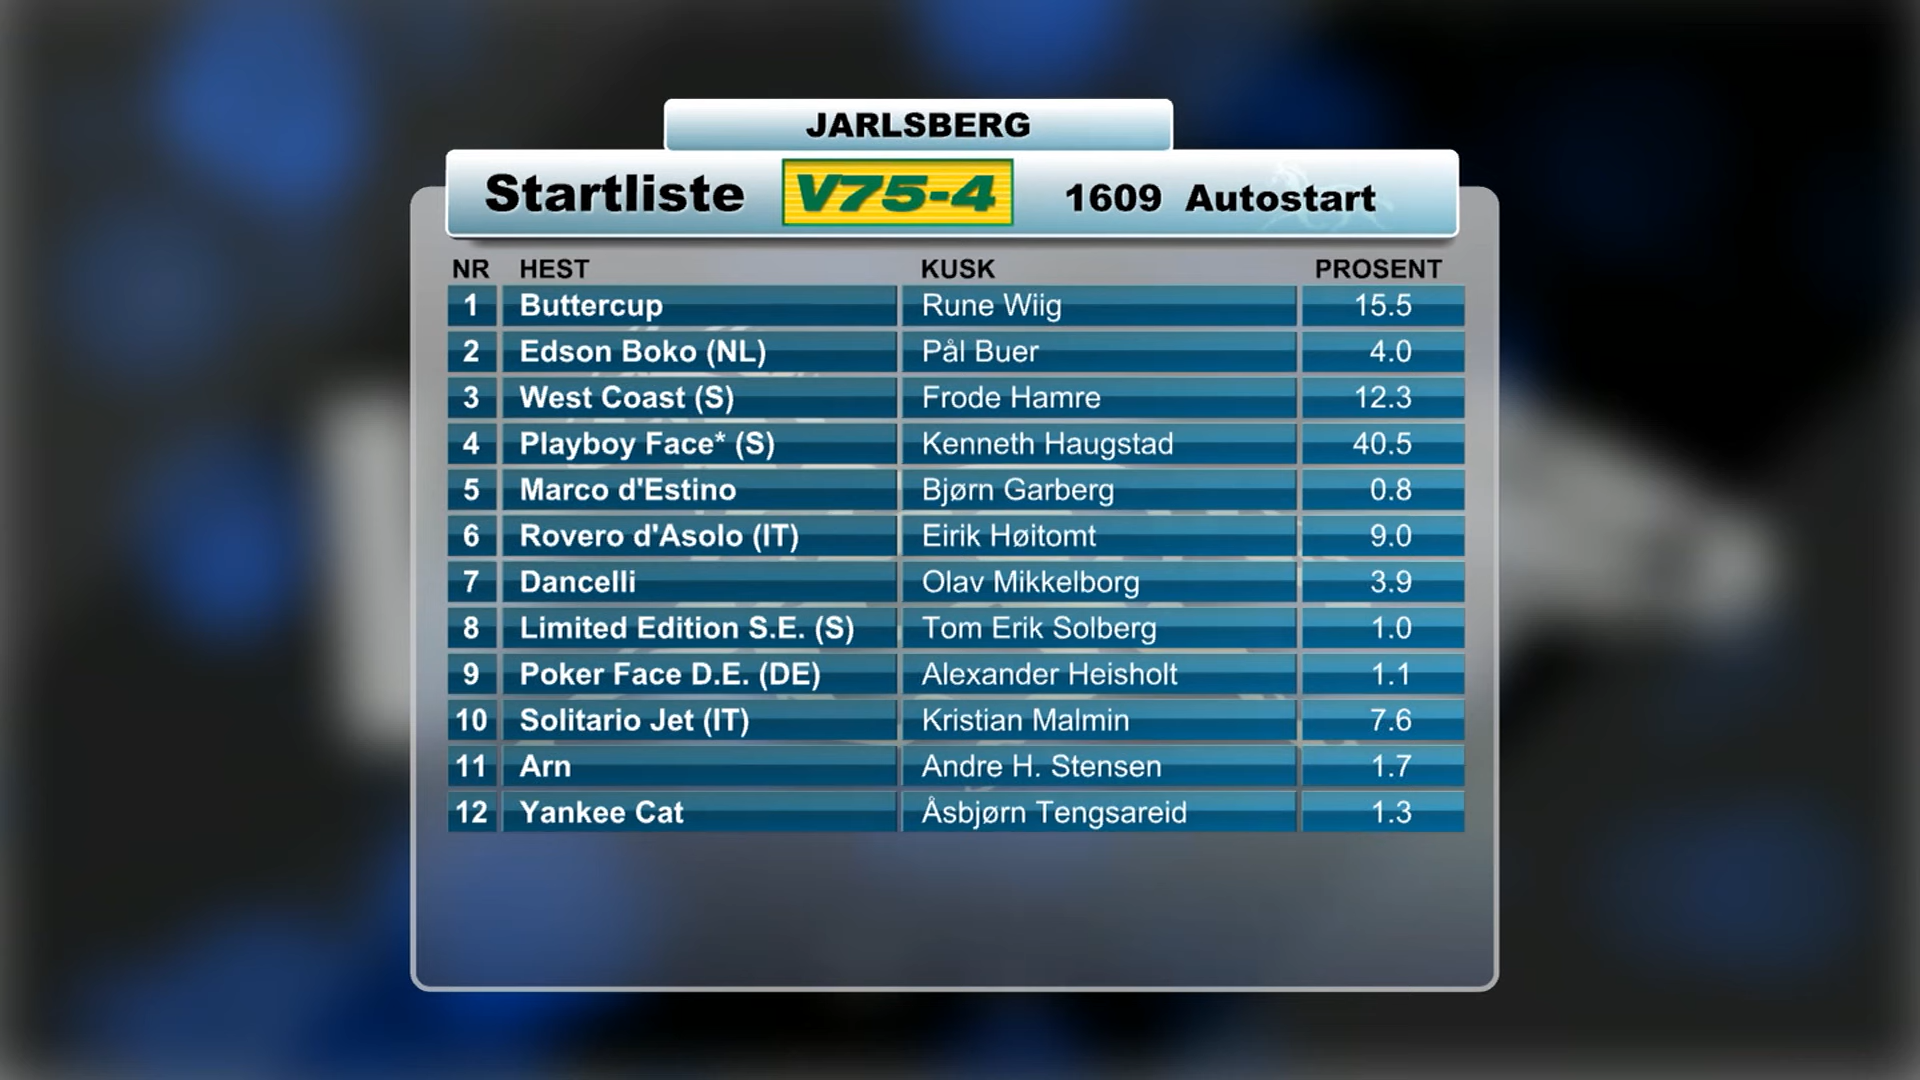 JARLSBERG
Startliste V75-4 1609 Autostart
NR HEST KUSK PROSENT
1 Buttercup Rune Wiig 15.5
2 Edson Boko (NL) Pål Buer 4.0
3 West Coast (S) Frode Hamre 12.3
4 Playboy Face* (S) Kenneth Haugstad 40.5
5 Marco d'Estino Bjørn Garberg 0.8
6 Rovero d'Asolo (IT) Eirik Høitomt 9.0
7 Dancelli Olav Mikkelborg 3.9
8 Limited Edition S.E. (S) Tom Erik Solberg 1.0
9 Poker Face D.E. (DE) Alexander Heisholt 1.1
10 Solitario Jet (IT) Kristian Malmin 7.6
11 Arn Andre H. Stensen 1.7
12 Yankee Cat Åsbjørn Tengsareid 1.3